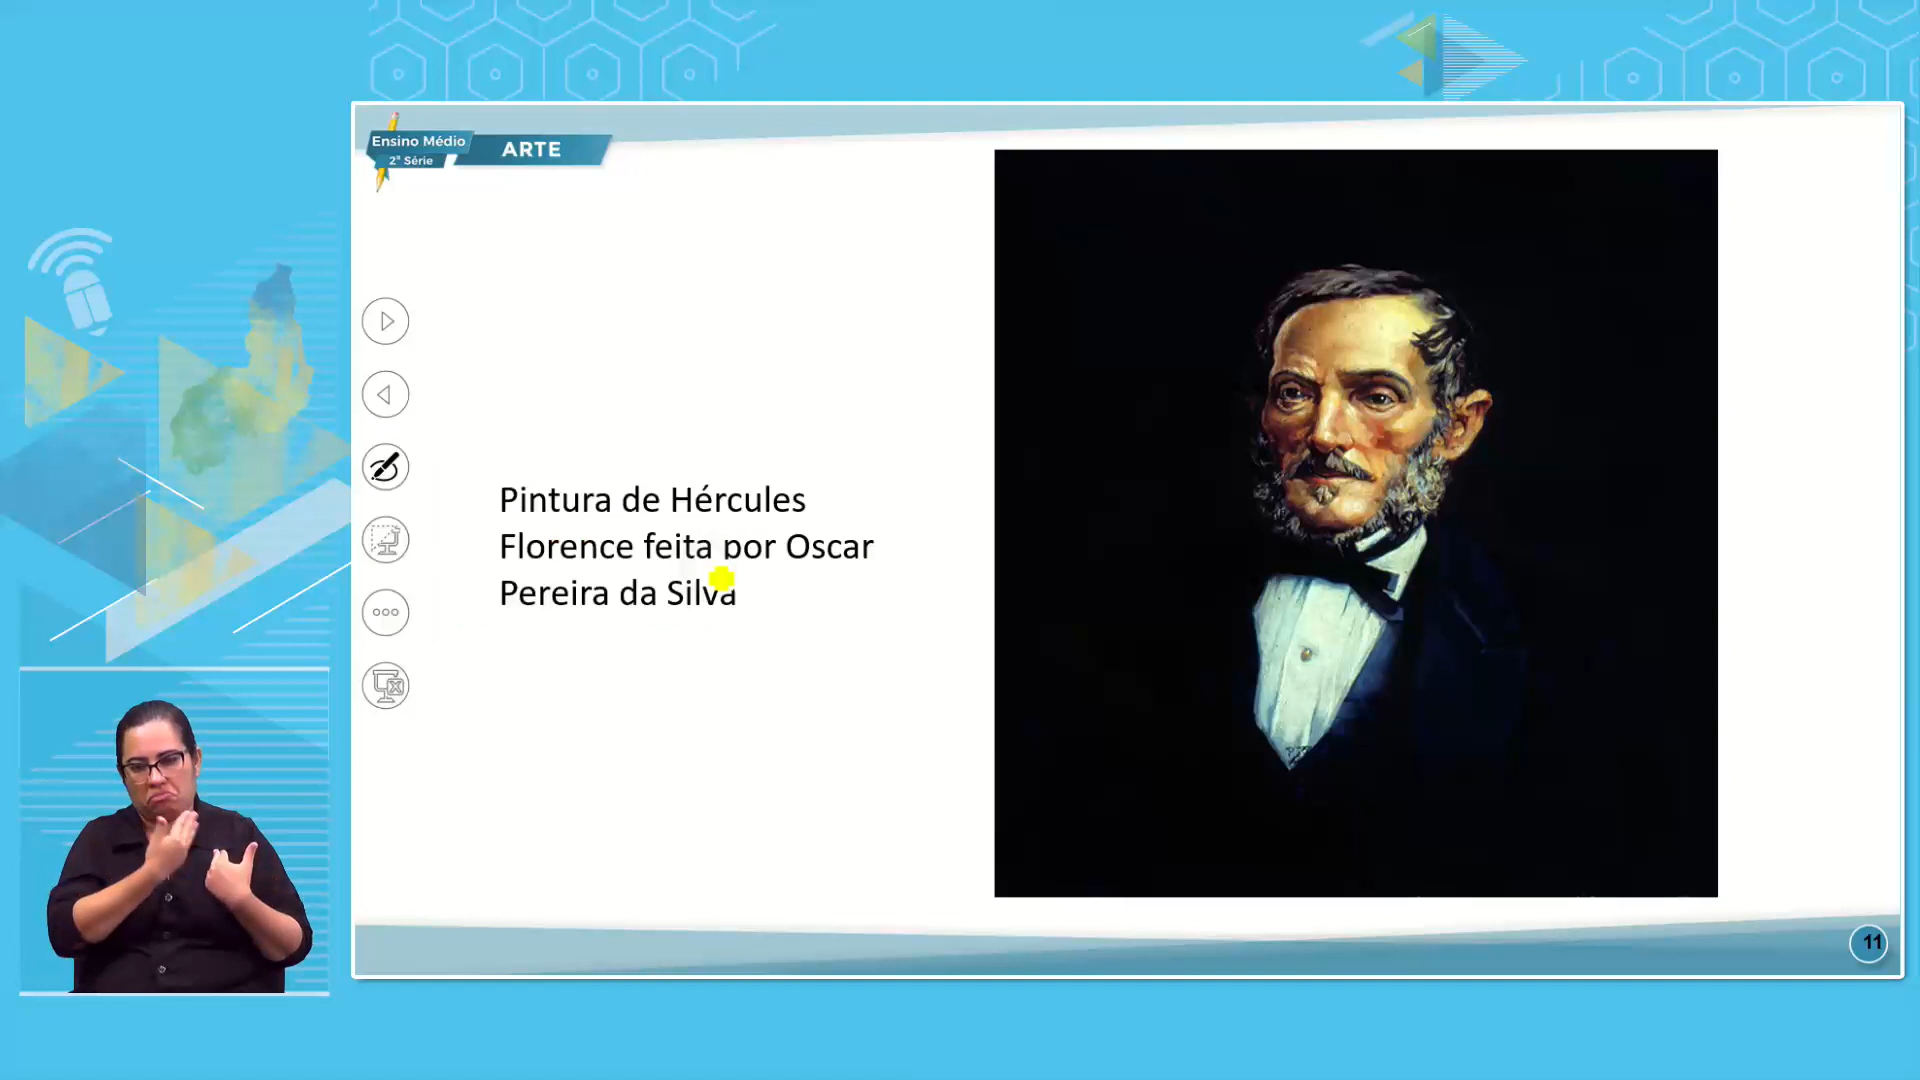 Ensino Médio
2ª Série
ARTE
Pintura de Hércules
Florence feita por Oscar
Pereira da Silva
11